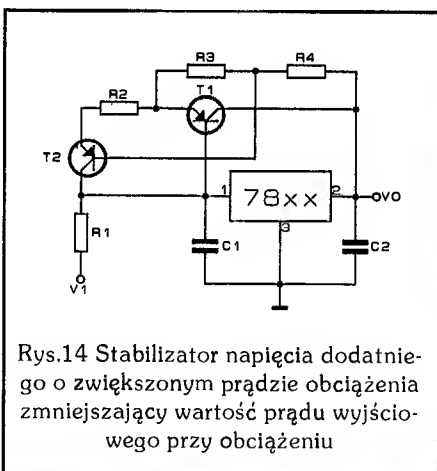 R3
R4
R2
T1
T2
1
78xx
2
VO
3
R1
C1
C2
V1
Rys.14 Stabilizator napięcia dodatnie-
go o zwiększonym prądzie obciążenia
zmniejszający wartość prądu wyjścio-
wego przy obciążeniu